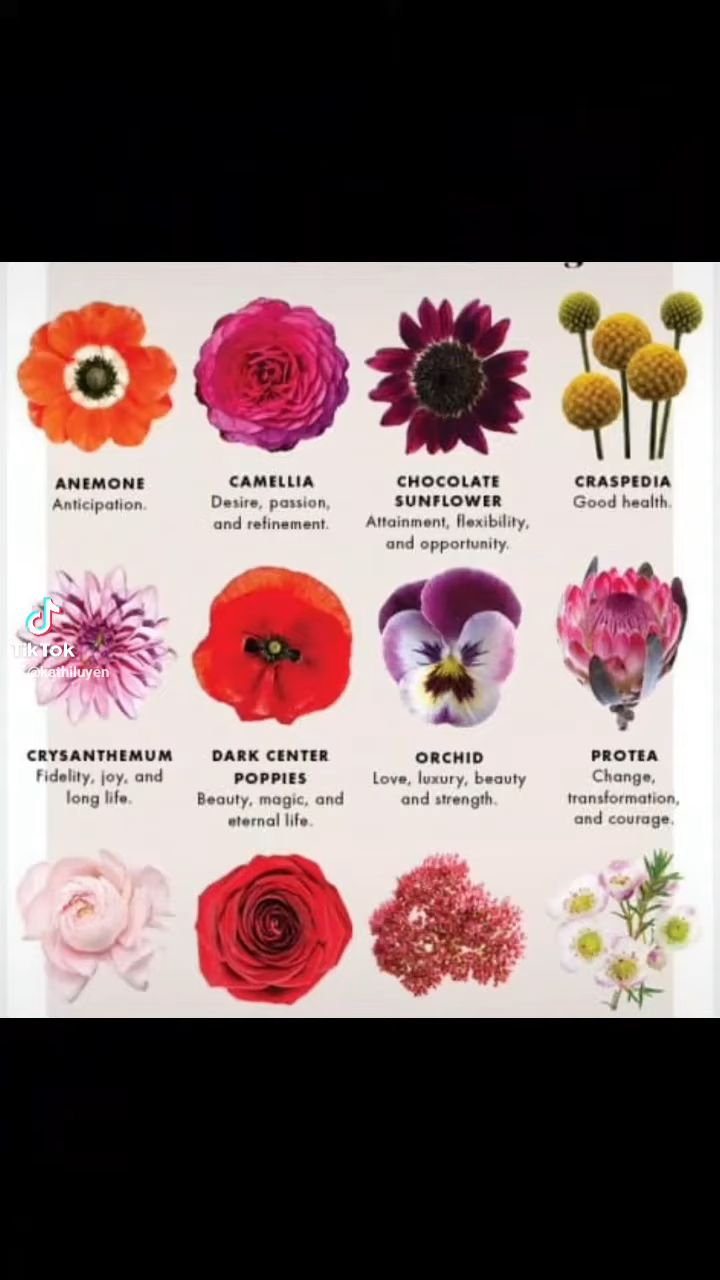 ANEMONE
Anticipation.
CAMELLIA
Desire, passion,
and refinement.
CHOCOLATE
SUNFLOWER
Attainment, flexibility,
and opportunity.
CRASPEDIA
Good health.
TikTok
@kathiluyen
CRYSANTHEMUM
Fidelity, joy, and
long life.
DARK CENTER
POPPIES
Beauty, magic, and
eternal life.
ORCHID
Love, luxury, beauty
and strength.
PROTEA
Change,
transformation,
and courage.